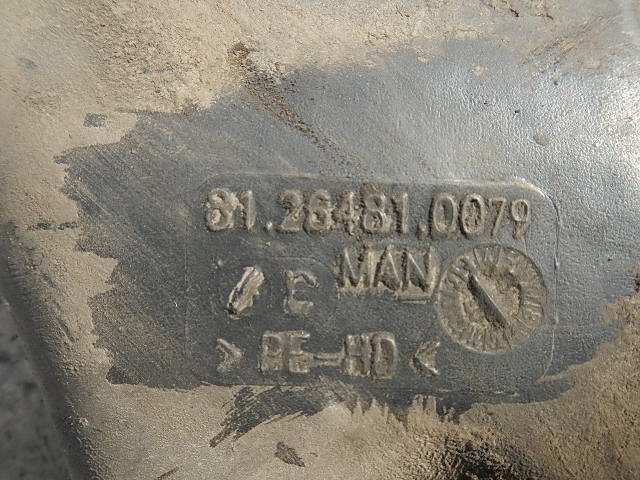 81.26481.0079
MAN
C
> PE-HD <